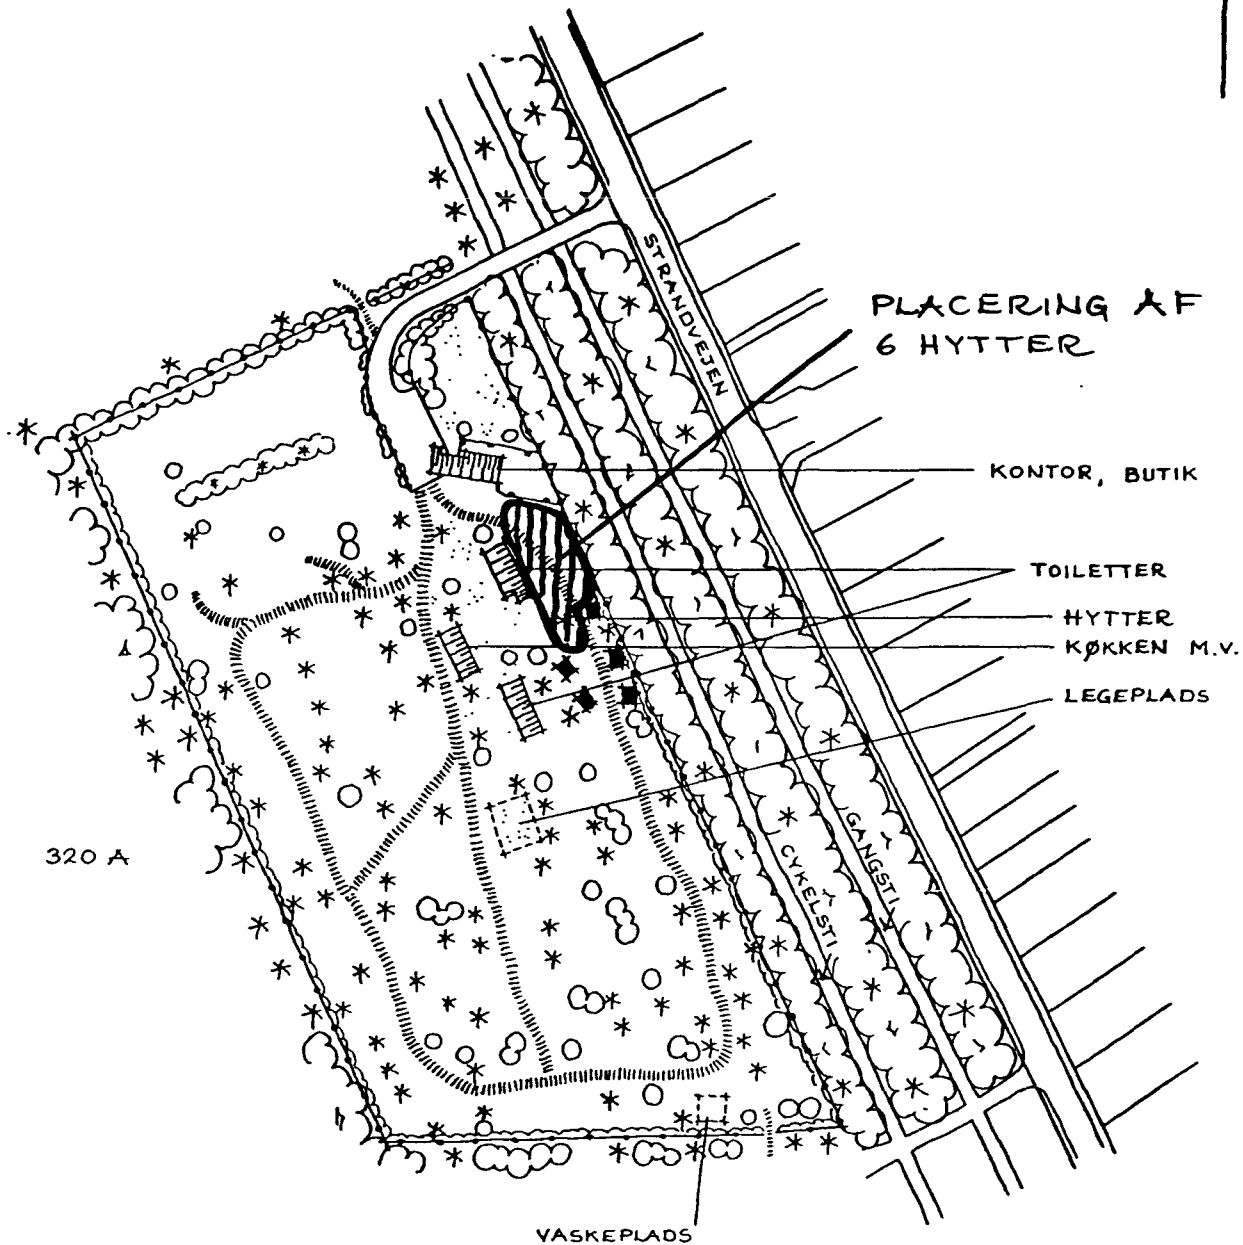 STRANDVEJEN
PLACERING AF
6 HYTTER
KONTOR, BUTIK
TOILETTER
HYTTER
KØKKEN M.V.
LEGEPLADS
320 A
GANGSTI
CYKELSTI
VASKEPLADS